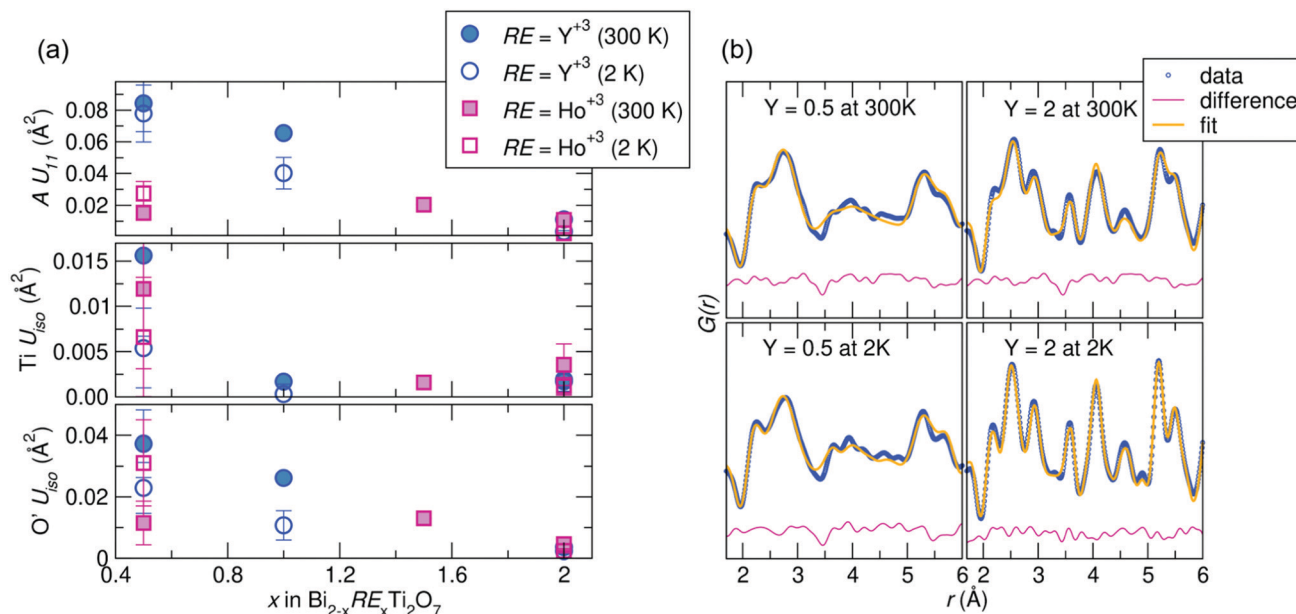 (a)
RE = Y+3 (300 K)
RE = Y+3 (2 K)
RE = Ho+3 (300 K)
RE = Ho+3 (2 K)
A U11 (Å2)
0.08
0.06
0.04
0.02
Ti Uiso (Å2)
0.015
0.01
0.005
0.00
O' Uiso (Å2)
0.04
0.02
0
0.4 0.8 1.2 1.6 2
x in Bi2-xRExTi2O7
(b)
data
difference
fit
Y = 0.5 at 300K
Y = 2 at 300K
Y = 0.5 at 2K
Y = 2 at 2K
G(r)
2 3 4 5 6 2 3 4 5 6
r (Å)